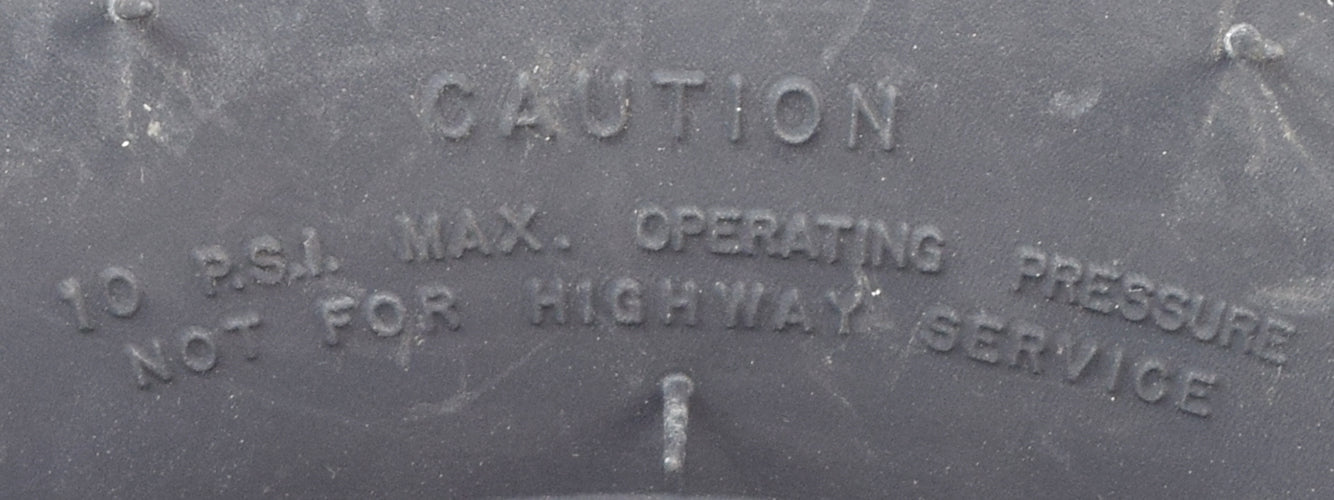 CAUTION
10 P.S.I. MAX. OPERATING PRESSURE
NOT FOR HIGHWAY SERVICE